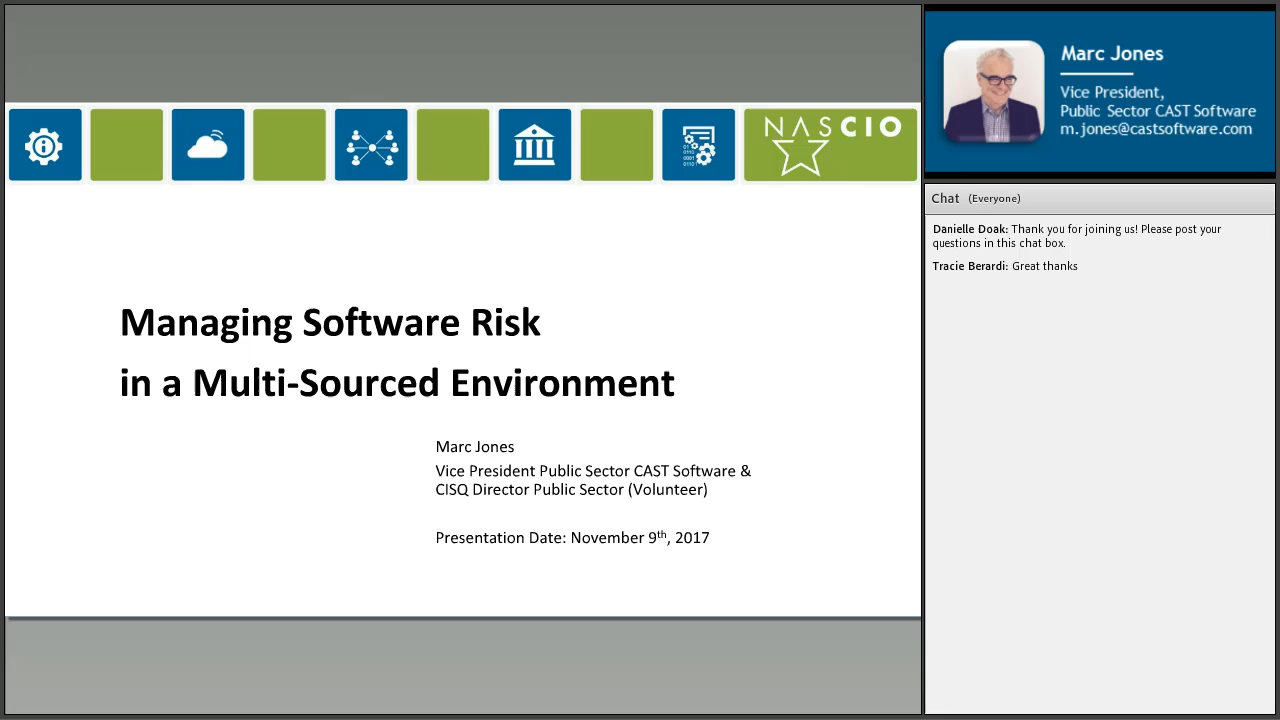 NASCIO
Managing Software Risk
in a Multi-Sourced Environment
Marc Jones
Vice President Public Sector CAST Software &
CISQ Director Public Sector (Volunteer)
Presentation Date: November 9th, 2017
Marc Jones
Vice President,
Public Sector CAST Software
m.jones@castsoftware.com
Chat (Everyone)
Danielle Doak: Thank you for joining us! Please post your
questions in this chat box.
Tracie Berardi: Great thanks